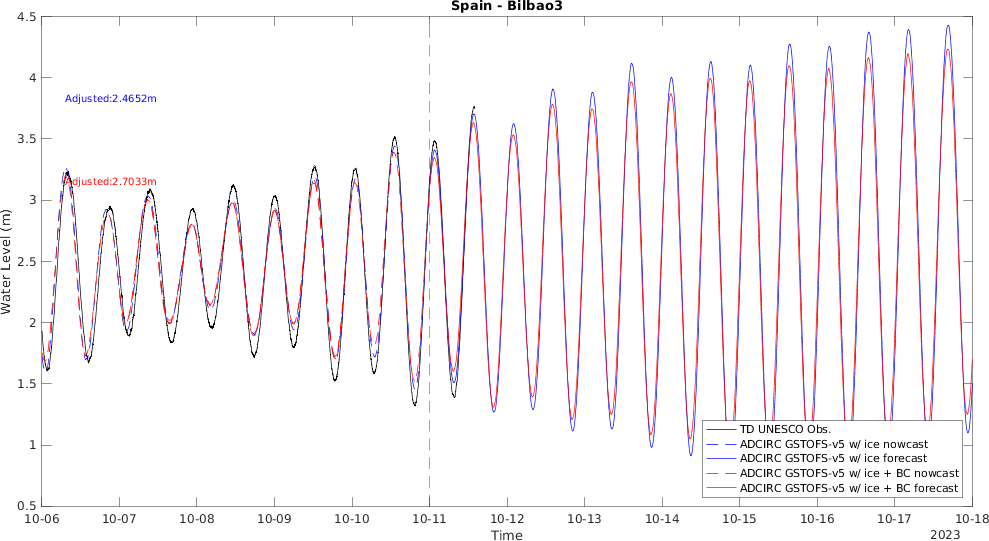 Spain - Bilbao3
Water Level (m)
4.5
4
3.5
3
2.5
2
1.5
1
0.5
Adjusted:2.4652m
Adjusted:2.7033m
TD UNESCO Obs.
ADCIRC GSTOFS-v5 w/ ice nowcast
ADCIRC GSTOFS-v5 w/ ice forecast
ADCIRC GSTOFS-v5 w/ ice + BC nowcast
ADCIRC GSTOFS-v5 w/ ice + BC forecast
10-06 10-07 10-08 10-09 10-10 10-11 10-12 10-13 10-14 10-15 10-16 10-17 10-18
Time
2023